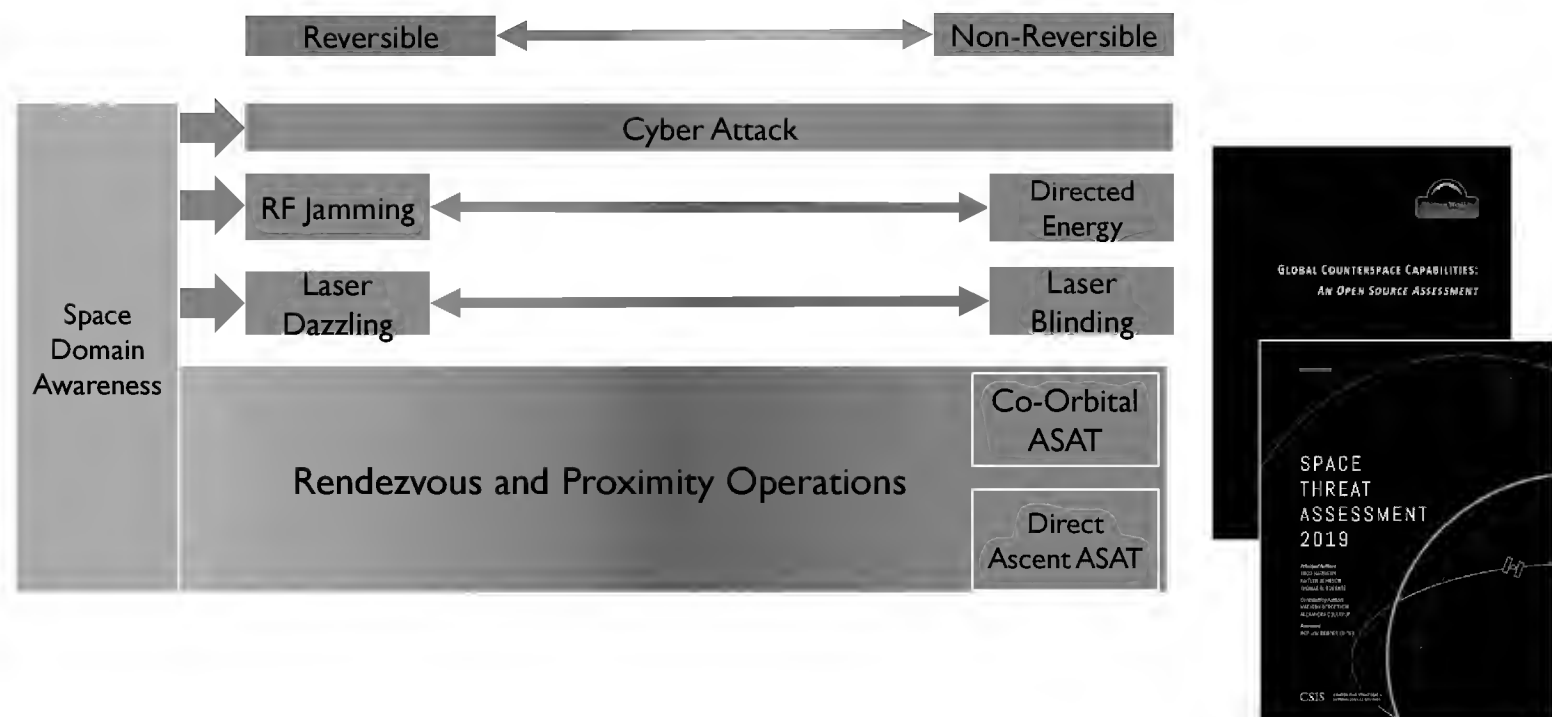 Reversible
Non-Reversible
Cyber Attack
RF Jamming
Directed
Energy
Laser
Dazzling
Laser
Blinding
Space
Domain
Awareness
Rendezvous and Proximity Operations
Co-Orbital
ASAT
Direct
Ascent ASAT
GLOBAL COUNTERSPACE CAPABILITIES:
AN OPEN SOURCE ASSESSMENT
SPACE
THREAT
ASSESSMENT
2019
CSIS